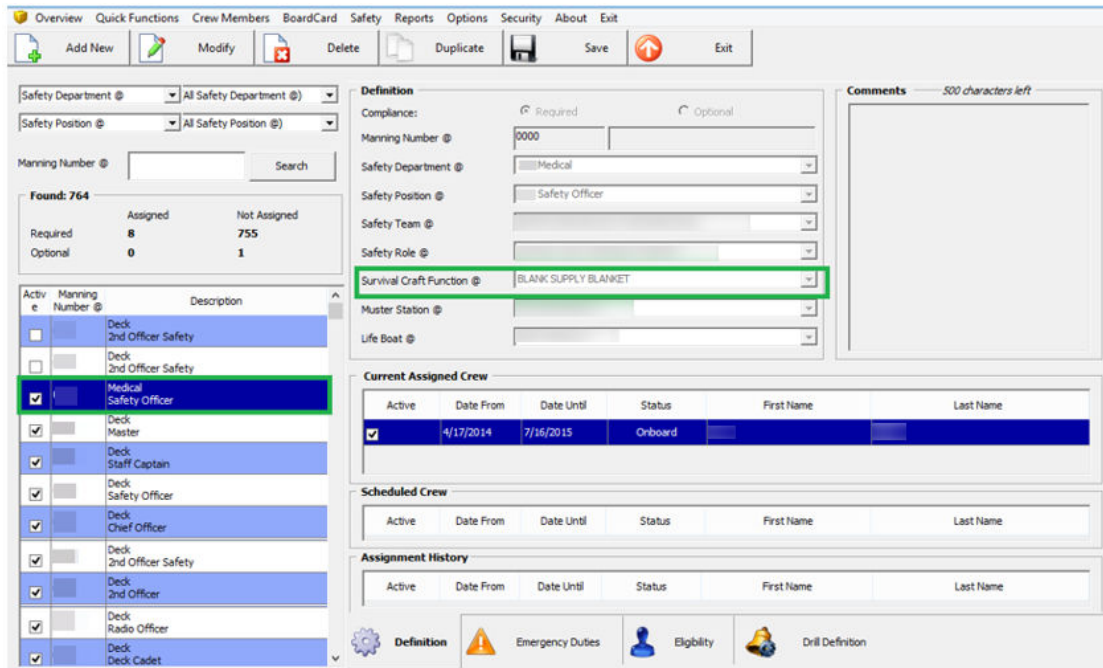 Overview Quick Functions Crew Members BoardCard Safety Reports Options Security About Exit
Add New Modify Delete Duplicate Save Exit
Safety Department @ All Safety Department @)
Safety Position @ All Safety Position @)
Manning Number @ Search
Found: 764
Assigned Not Assigned
Required 8 755
Optional 0 1
Activ e Manning Number @ Description
Deck
2nd Officer Safety
Deck
2nd Officer Safety
Medical
Safety Officer
Deck
Master
Deck
Staff Captain
Deck
Safety Officer
Deck
Chief Officer
Deck
2nd Officer Safety
Deck
2nd Officer
Deck
Radio Officer
Deck
Deck Cadet
Definition
Compliance: Required Optional
Manning Number @ 0000
Safety Department @ Medical
Safety Position @ Safety Officer
Safety Team @
Safety Role @
Survival Craft Function @ BLANK SUPPLY BLANKET
Muster Station @
Life Boat @
Comments 500 characters left
Current Assigned Crew
Active Date From Date Until Status First Name Last Name
4/17/2014 7/16/2015 Onboard
Scheduled Crew
Active Date From Date Until Status First Name Last Name
Assignment History
Active Date From Date Until Status First Name Last Name
Definition Emergency Duties Eligibility Drill Definition